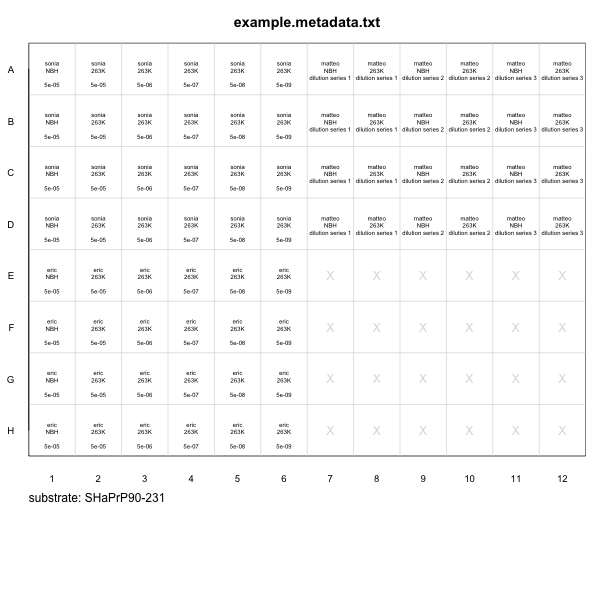 example.metadata.txt
A
sonia sonia sonia sonia sonia sonia matteo matteo matteo matteo matteo matteo
NBH 263K 263K 263K 263K 263K NBH 263K NBH 263K NBH 263K
dilution series 1 dilution series 1 dilution series 2 dilution series 2 dilution series 3 dilution series 3
5e-05 5e-05 5e-06 5e-07 5e-08 5e-09
B
sonia sonia sonia sonia sonia sonia matteo matteo matteo matteo matteo matteo
NBH 263K 263K 263K 263K 263K NBH 263K NBH 263K NBH 263K
dilution series 1 dilution series 1 dilution series 2 dilution series 2 dilution series 3 dilution series 3
5e-05 5e-05 5e-06 5e-07 5e-08 5e-09
C
sonia sonia sonia sonia sonia sonia matteo matteo matteo matteo matteo matteo
NBH 263K 263K 263K 263K 263K NBH 263K NBH 263K NBH 263K
dilution series 1 dilution series 1 dilution series 2 dilution series 2 dilution series 3 dilution series 3
5e-05 5e-05 5e-06 5e-07 5e-08 5e-09
D
sonia sonia sonia sonia sonia sonia matteo matteo matteo matteo matteo matteo
NBH 263K 263K 263K 263K 263K NBH 263K NBH 263K NBH 263K
dilution series 1 dilution series 1 dilution series 2 dilution series 2 dilution series 3 dilution series 3
5e-05 5e-05 5e-06 5e-07 5e-08 5e-09
E
eric eric eric eric eric eric
NBH 263K 263K 263K 263K 263K X X X X X X
5e-05 5e-05 5e-06 5e-07 5e-08 5e-09
F
eric eric eric eric eric eric
NBH 263K 263K 263K 263K 263K X X X X X X
5e-05 5e-05 5e-06 5e-07 5e-08 5e-09
G
eric eric eric eric eric eric
NBH 263K 263K 263K 263K 263K X X X X X X
5e-05 5e-05 5e-06 5e-07 5e-08 5e-09
H
eric eric eric eric eric eric
NBH 263K 263K 263K 263K 263K X X X X X X
5e-05 5e-05 5e-06 5e-07 5e-08 5e-09
1 2 3 4 5 6 7 8 9 10 11 12
substrate: SHaPrP90-231